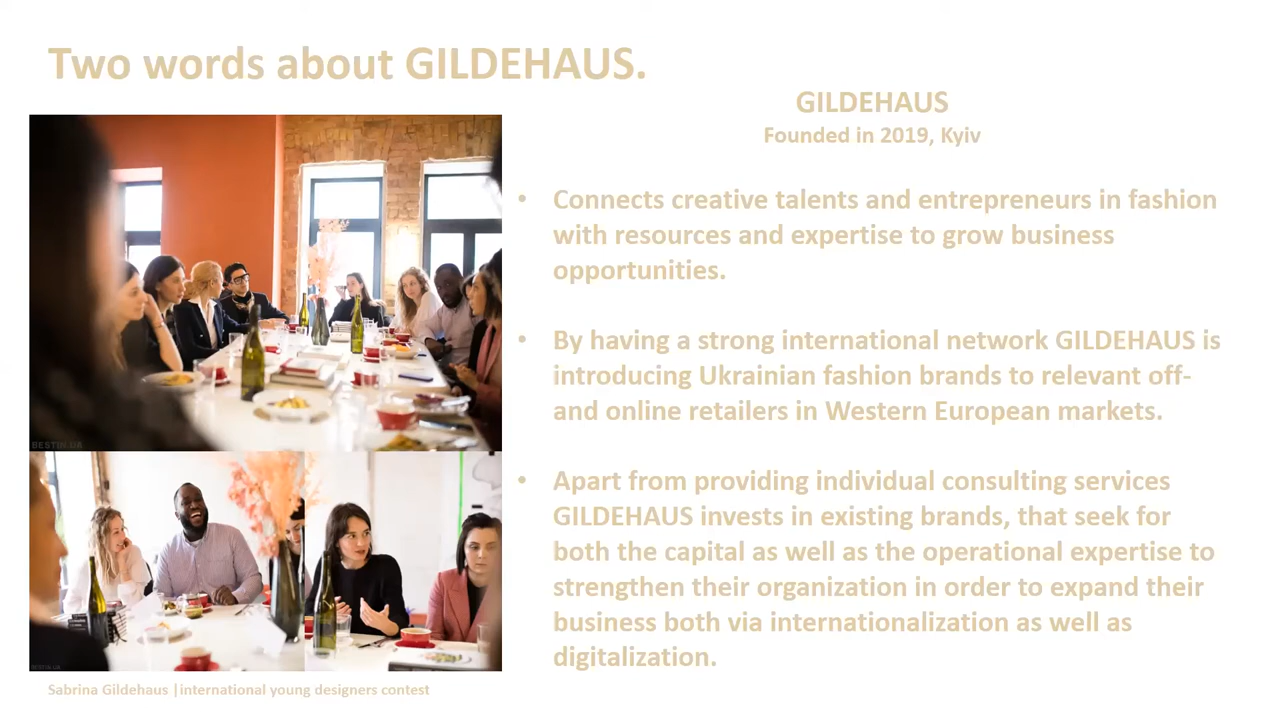 Two words about GILDEHAUS.
GILDEHAUS
Founded in 2019, Kyiv
• Connects creative talents and entrepreneurs in fashion
with resources and expertise to grow business
opportunities.
• By having a strong international network GILDEHAUS is
introducing Ukrainian fashion brands to relevant off-
and online retailers in Western European markets.
• Apart from providing individual consulting services
GILDEHAUS invests in existing brands, that seek for
both the capital as well as the operational expertise to
strengthen their organization in order to expand their
business both via internationalization as well as
digitalization.
BESTIN.UA
BESTIN.UA
Sabrina Gildehaus |international young designers contest